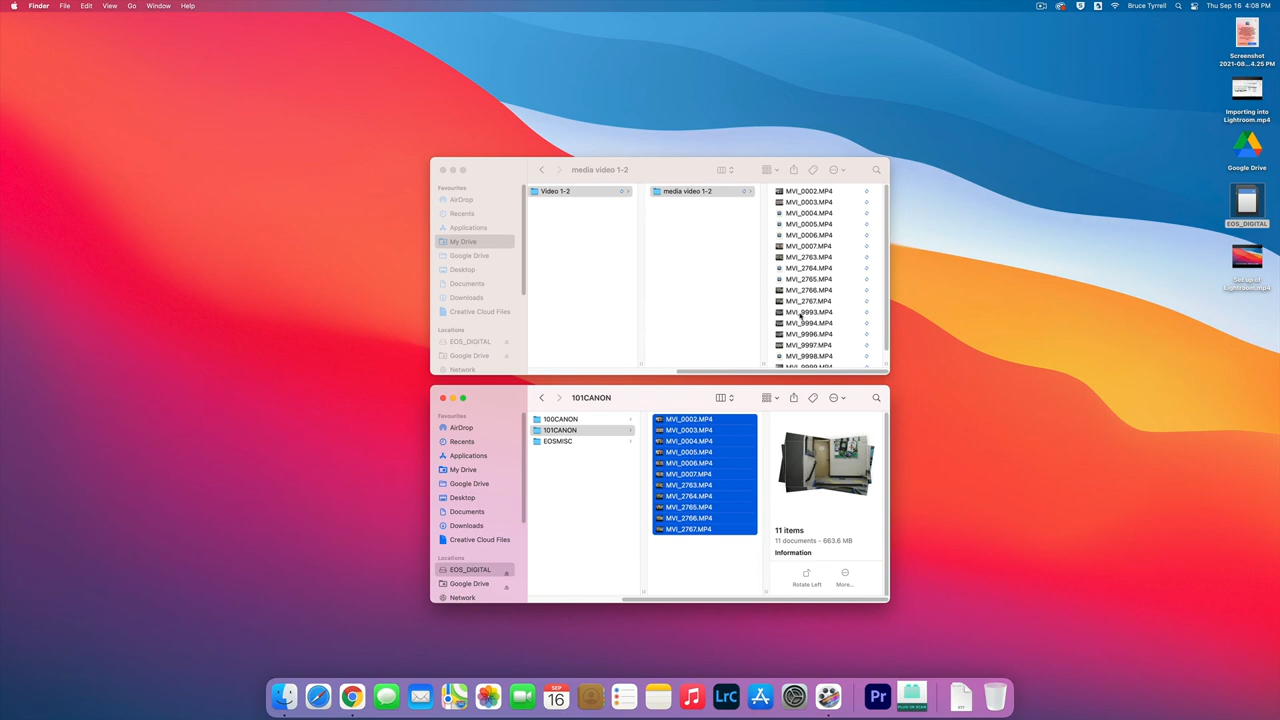 Finder File Edit View Go Window Help
Bruce Tyrrell Thu Sep 16 4:08 PM
Screenshot
2021-08...4.25 PM
Importing into
Lightroom.mp4
Google Drive
EOS_DIGITAL
Lightroom.mp4
media video 1-2
Favourites
AirDrop
Recents
Applications
My Drive
Google Drive
Desktop
Documents
Downloads
Creative Cloud Files
Locations
EOS_DIGITAL
Google Drive
Network
Video 1-2
media video 1-2
MVI_0002.MP4
MVI_0003.MP4
MVI_0004.MP4
MVI_0005.MP4
MVI_0006.MP4
MVI_0007.MP4
MVI_2763.MP4
MVI_2764.MP4
MVI_2765.MP4
MVI_2766.MP4
MVI_2767.MP4
MVI_9993.MP4
MVI_9994.MP4
MVI_9996.MP4
MVI_9997.MP4
MVI_9998.MP4
MVI_9999.MP4
101CANON
Favourites
AirDrop
Recents
Applications
My Drive
Google Drive
Desktop
Documents
Downloads
Creative Cloud Files
Locations
EOS_DIGITAL
Google Drive
Network
100CANON
101CANON
EOSMISC
MVI_0002.MP4
MVI_0003.MP4
MVI_0004.MP4
MVI_0005.MP4
MVI_0006.MP4
MVI_0007.MP4
MVI_2763.MP4
MVI_2764.MP4
MVI_2765.MP4
MVI_2766.MP4
MVI_2767.MP4
11 items
11 documents - 663.6 MB
Information
Rotate Left More...
SEP
16
LrC
Pr